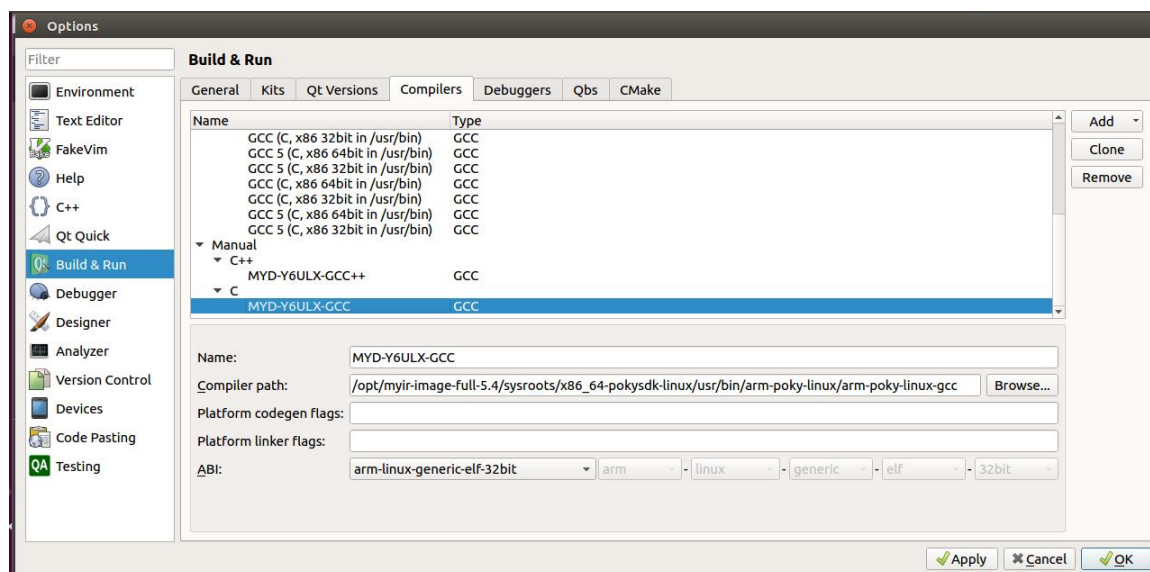 Options
Filter
Environment
Text Editor
FakeVim
Help
C++
Qt Quick
Build & Run
Debugger
Designer
Analyzer
Version Control
Devices
Code Pasting
QA Testing
Build & Run
General Kits Qt Versions Compilers Debuggers Qbs CMake
Name Type
GCC (C, x86 32bit in /usr/bin) GCC
GCC 5 (C, x86 64bit in /usr/bin) GCC
GCC 5 (C, x86 32bit in /usr/bin) GCC
GCC (C, x86 64bit in /usr/bin) GCC
GCC (C, x86 32bit in /usr/bin) GCC
GCC 5 (C, x86 64bit in /usr/bin) GCC
GCC 5 (C, x86 32bit in /usr/bin) GCC
Manual
C++
MYD-Y6ULX-GCC++ GCC
C
MYD-Y6ULX-GCC GCC
Add
Clone
Remove
Name: MYD-Y6ULX-GCC
Compiler path: /opt/myir-image-full-5.4/sysroots/x86_64-pokysdk-linux/usr/bin/arm-poky-linux/arm-poky-linux-gcc Browse...
Platform codegen flags:
Platform linker flags:
ABI: arm-linux-generic-elf-32bit arm - linux - generic - elf - 32bit
Apply Cancel OK